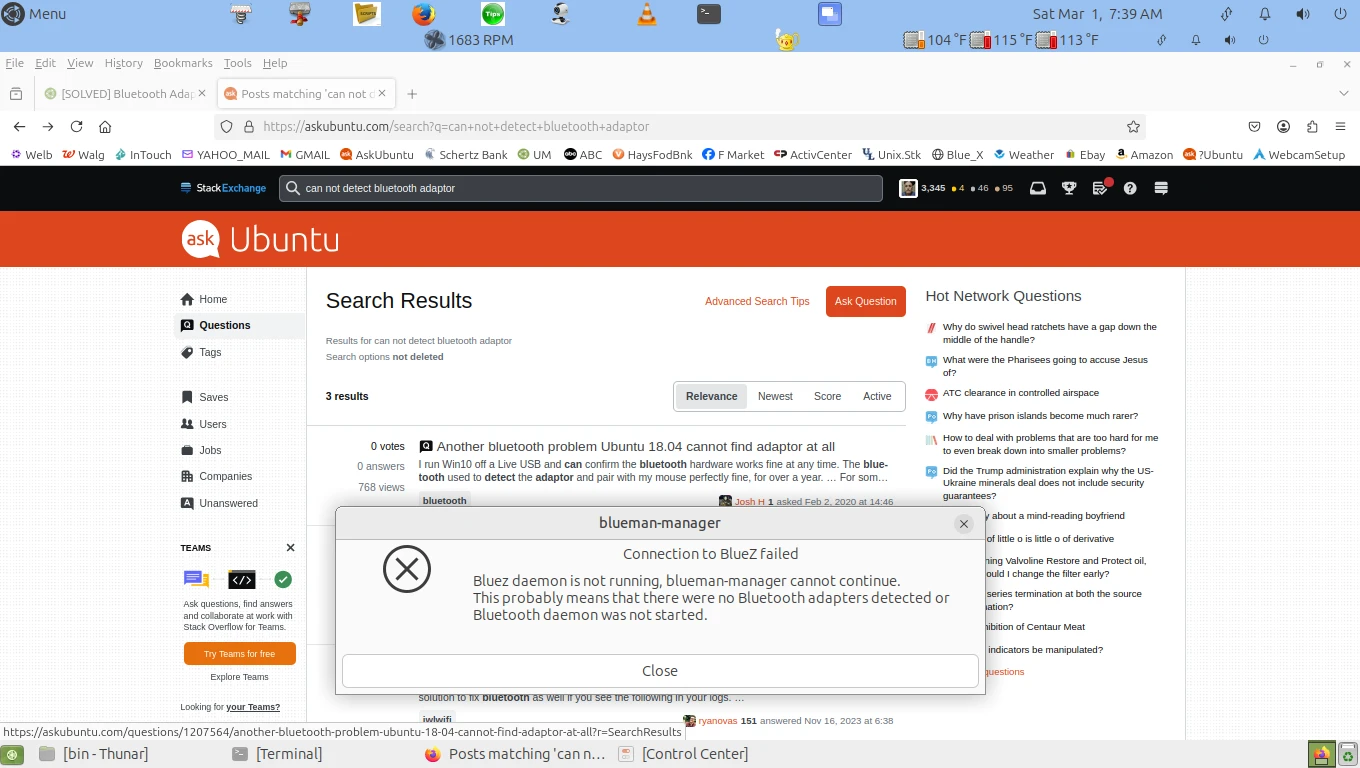 Menu
Scripts
Tips
Sat Mar 1, 7:39 AM
1683 RPM
104 °F
115 °F
113 °F
File Edit View History Bookmarks Tools Help
[SOLVED] Bluetooth Adap
Posts matching 'can not d
https://askubuntu.com/search?q=can+not+detect+bluetooth+adaptor
Welb Walg InTouch YAHOO_MAIL GMAIL AskUbuntu Schertz Bank UM ABC HaysFodBnk F Market ActivCenter Unix.Stk Blue_X Weather Ebay Amazon ?Ubuntu WebcamSetup
StackExchange
can not detect bluetooth adaptor
3,345 4 46 95
ask Ubuntu
Home
Questions
Tags
Saves
Users
Jobs
Companies
Unanswered
TEAMS
Ask questions, find answers
and collaborate at work with
Stack Overflow for Teams.
Try Teams for free
Explore Teams
Looking for your Teams?
Search Results
Advanced Search Tips
Ask Question
Results for can not detect bluetooth adaptor
Search options not deleted
3 results
Relevance Newest Score Active
0 votes
0 answers
768 views
Another bluetooth problem Ubuntu 18.04 cannot find adaptor at all
I run Win10 off a Live USB and can confirm the bluetooth hardware works fine at any time. The blue-
tooth used to detect the adaptor and pair with my mouse perfectly fine, for over a year. … For som…
bluetooth
Josh H 1 asked Feb 2, 2020 at 14:46
blueman-manager
Connection to BlueZ failed
Bluez daemon is not running, blueman-manager cannot continue.
This probably means that there were no Bluetooth adapters detected or
Bluetooth daemon was not started.
Close
solution to fix bluetooth as well if you see the following in your logs. …
iwlwifi
ryanovas 151 answered Nov 16, 2023 at 6:38
Hot Network Questions
Why do swivel head ratchets have a gap down the
middle of the handle?
What were the Pharisees going to accuse Jesus
of?
ATC clearance in controlled airspace
Why have prison islands become much rarer?
How to deal with problems that are too hard for me
to even break down into smaller problems?
Did the Trump administration explain why the US-
Ukraine minerals deal does not include security
guarantees?
y about a mind-reading boyfriend
of little o is little o of derivative
ning Valvoline Restore and Protect oil,
ould I change the filter early?
series termination at both the source
nation?
hibition of Centaur Meat
indicators be manipulated?
questions
https://askubuntu.com/questions/1207564/another-bluetooth-problem-ubuntu-18-04-cannot-find-adaptor-at-all?r=SearchResults
[bin - Thunar]
[Terminal]
Posts matching 'can n…
[Control Center]